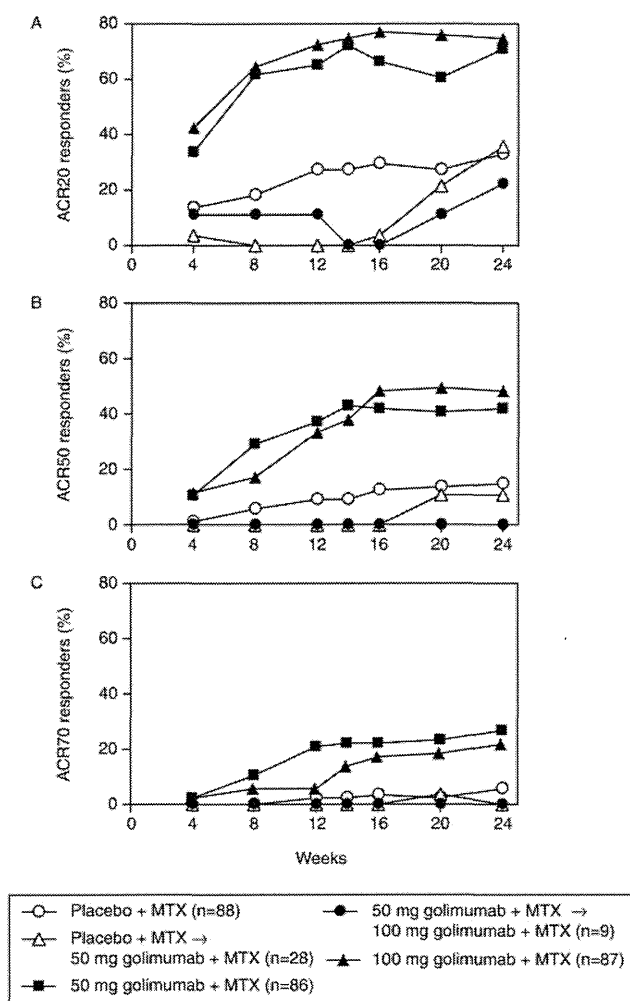 A
ACR20 responders (%)
80
60
40
20
0
0 4 8 12 16 20 24
B
ACR50 responders (%)
80
60
40
20
0
0 4 8 12 16 20 24
C
ACR70 responders (%)
80
60
40
20
0
0 4 8 12 16 20 24
Weeks
Placebo + MTX (n=88)
Placebo + MTX →
50 mg golimumab + MTX (n=28)
50 mg golimumab + MTX (n=86)
50 mg golimumab + MTX →
100 mg golimumab + MTX (n=9)
100 mg golimumab + MTX (n=87)